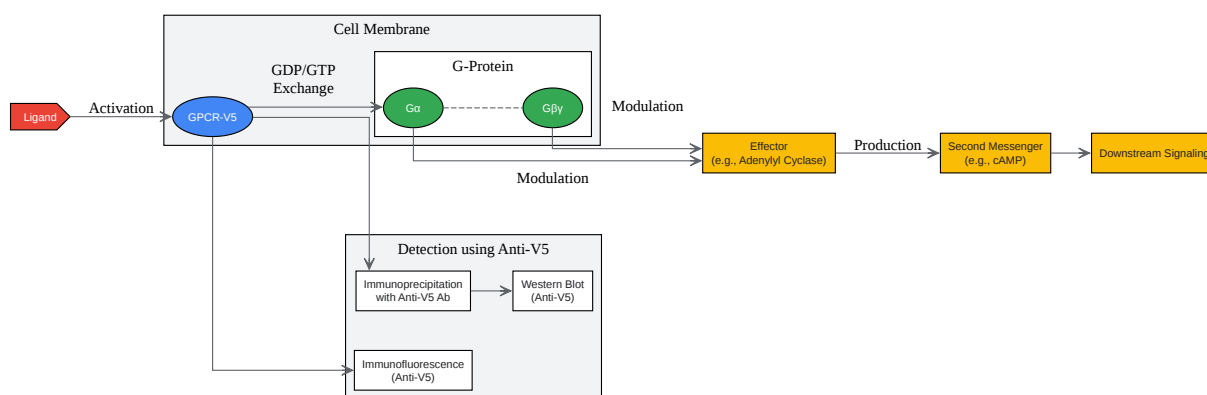 Cell Membrane
GDP/GTP
Exchange
G-Protein
Ligand
Activation
GPCR-V5
Gα
Gβγ
Modulation
Modulation
Effector
(e.g., Adenylyl Cyclase)
Production
Second Messenger
(e.g., cAMP)
Downstream Signaling
Detection using Anti-V5
Immunoprecipitation
with Anti-V5 Ab
Western Blot
(Anti-V5)
Immunofluorescence
(Anti-V5)